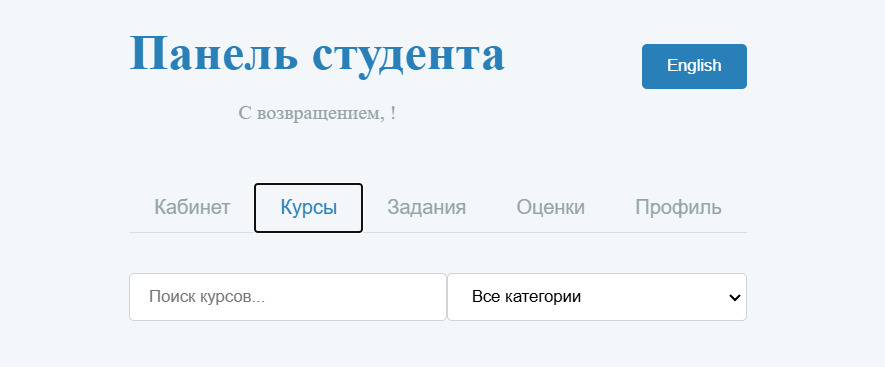 Панель студента
English
С возвращением, !
Кабинет Курсы Задания Оценки Профиль
Поиск курсов... Все категории